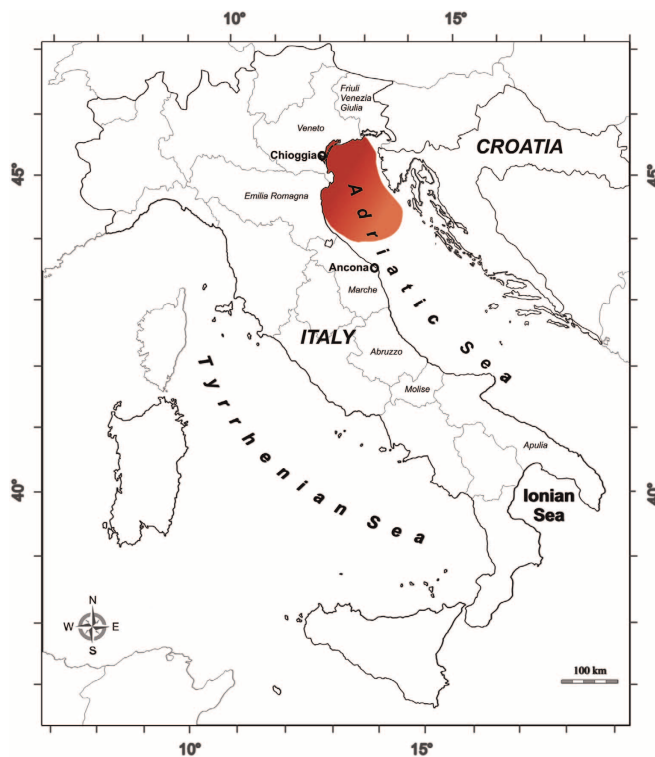 10° 15°
Friuli
Venezia
Giulia
Veneto
CROATIA
Chioggia
45° 45°
Emilia Romagna
Adriatic Sea
Ancona
Marche
ITALY
Abruzzo
Tyrrhenian Sea
Molise
Apulia
40° 40°
Ionian
Sea
N
W E
S
100 km
10° 15°